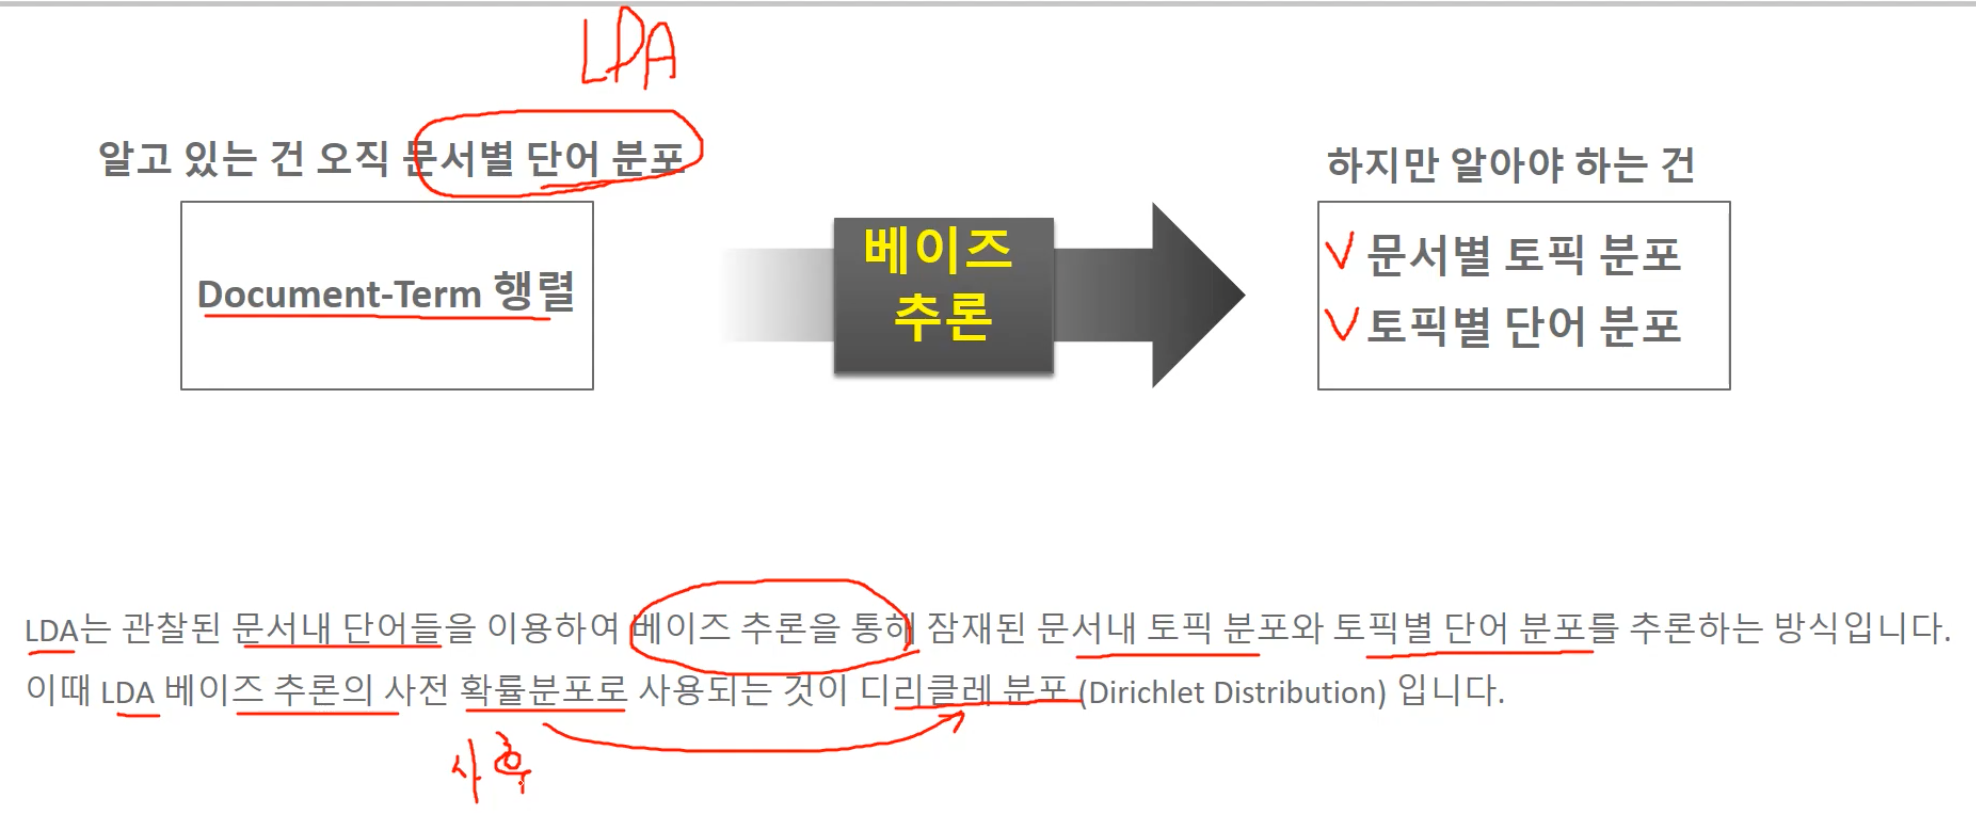 LDA
알고 있는 건 오직 문서별 단어 분포
하지만 알아야 하는 건
Document-Term 행렬
베이즈
추론
문서별 토픽 분포
토픽별 단어 분포
LDA는 관찰된 문서내 단어들을 이용하여 베이즈 추론을 통해 잠재된 문서내 토픽 분포와 토픽별 단어 분포를 추론하는 방식입니다.
이때 LDA 베이즈 추론의 사전 확률분포로 사용되는 것이 디리클레 분포 (Dirichlet Distribution) 입니다.
사후